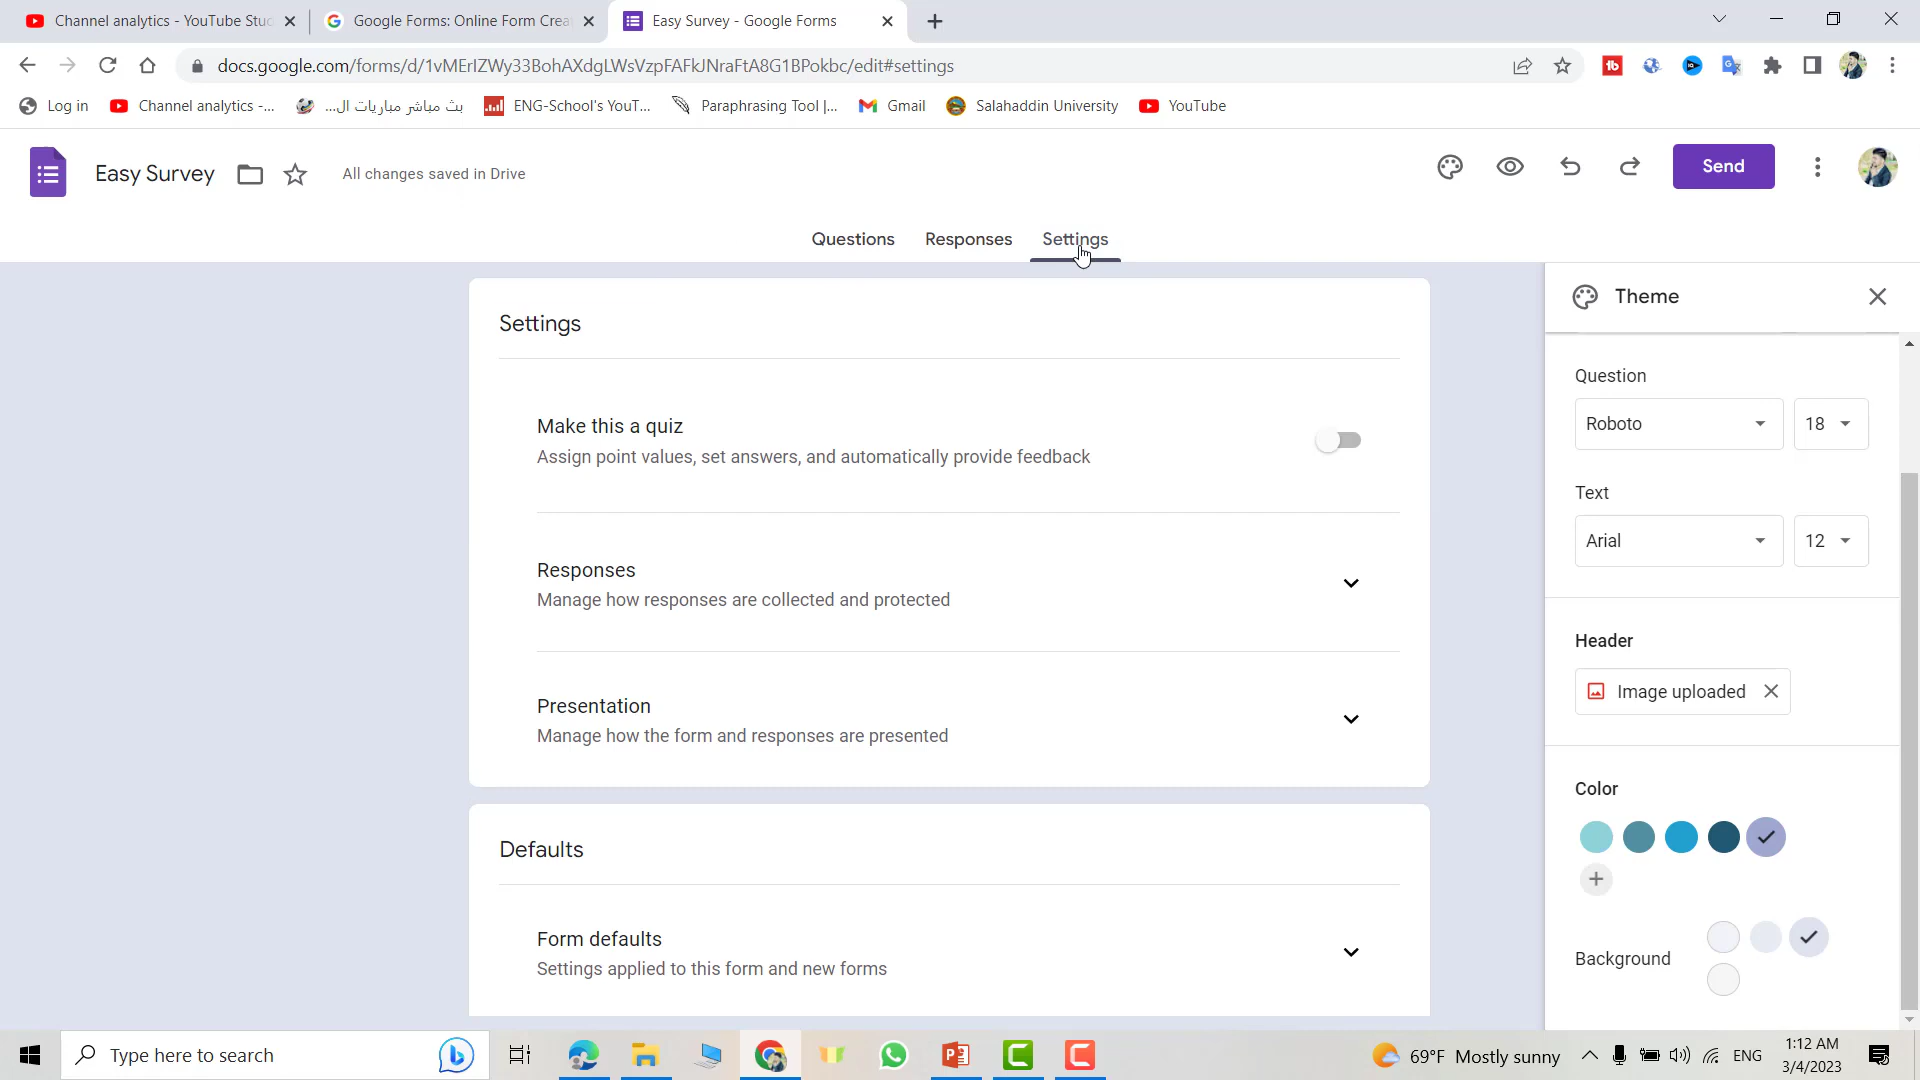 Channel analytics - YouTube Stuc
Google Forms: Online Form Crea
Easy Survey - Google Forms
docs.google.com/forms/d/1vMErIZWy33BohAXdgLWsVzpFAFkJNraFtA8G1BPokbc/edit#settings
Log in
Channel analytics -...
بث مباشر مباريات ال...
ENG-School's YouT...
Paraphrasing Tool |...
Gmail
Salahaddin University
YouTube
Easy Survey
All changes saved in Drive
Send
Questions
Responses
Settings
Settings
Make this a quiz
Assign point values, set answers, and automatically provide feedback
Responses
Manage how responses are collected and protected
Presentation
Manage how the form and responses are presented
Defaults
Form defaults
Settings applied to this form and new forms
Theme
Question
Roboto
18
Text
Arial
12
Header
Image uploaded
Color
Background
Type here to search
69°F Mostly sunny
ENG
1:12 AM
3/4/2023